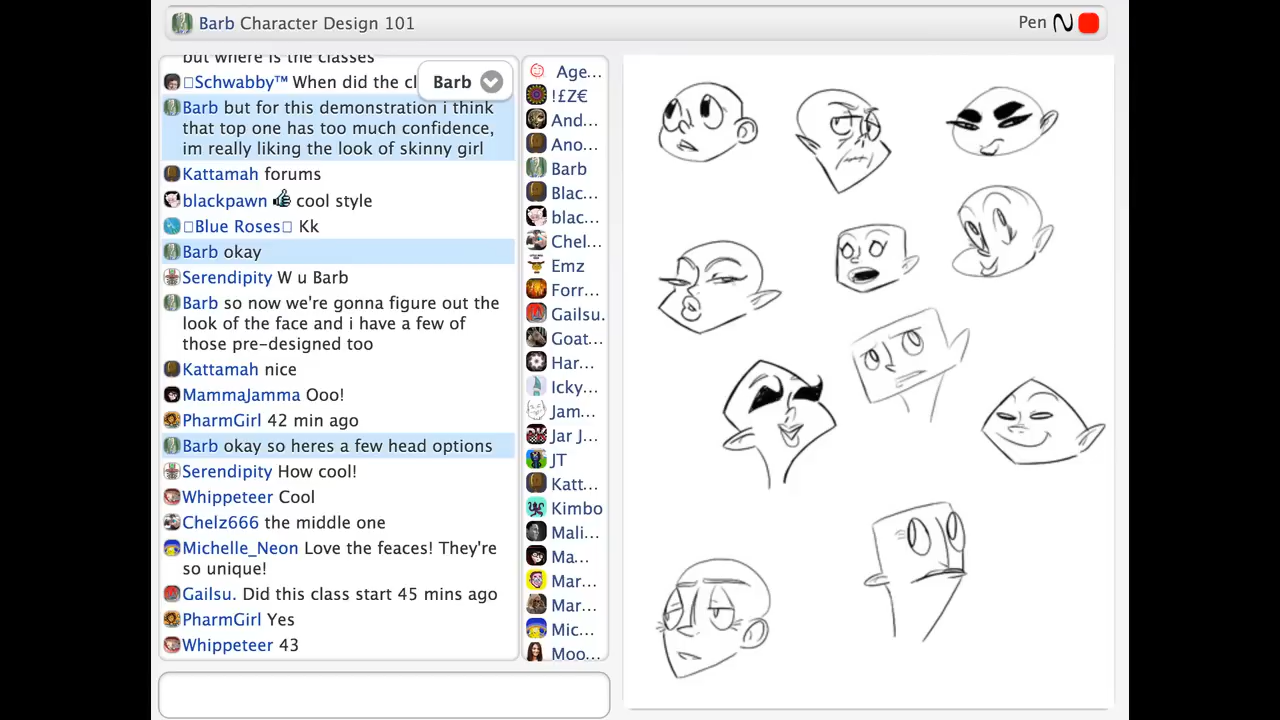 Barb Character Design 101
Pen
but where is the classes
Schwabby™ When did the cl
Barb
Barb but for this demonstration i think
that top one has too much confidence,
im really liking the look of skinny girl
Kattamah forums
blackpawn 👍 cool style
Blue Roses Kk
Barb okay
Serendipity W u Barb
Barb so now we're gonna figure out the
look of the face and i have a few of
those pre-designed too
Kattamah nice
MammaJamma Ooo!
PharmGirl 42 min ago
Barb okay so heres a few head options
Serendipity How cool!
Whippeteer Cool
Chelz666 the middle one
Michelle_Neon Love the feaces! They're
so unique!
Gailsu. Did this class start 45 mins ago
PharmGirl Yes
Whippeteer 43
Age...
!£Z€
And...
Ano...
Barb
Blac...
blac...
Chel...
Emz
Forr...
Gailsu.
Goat...
Har...
Icky...
Jam...
Jar J...
JT
Katt...
Kimbo
Mali...
Ma...
Mar...
Mar...
Mic...
Moo...